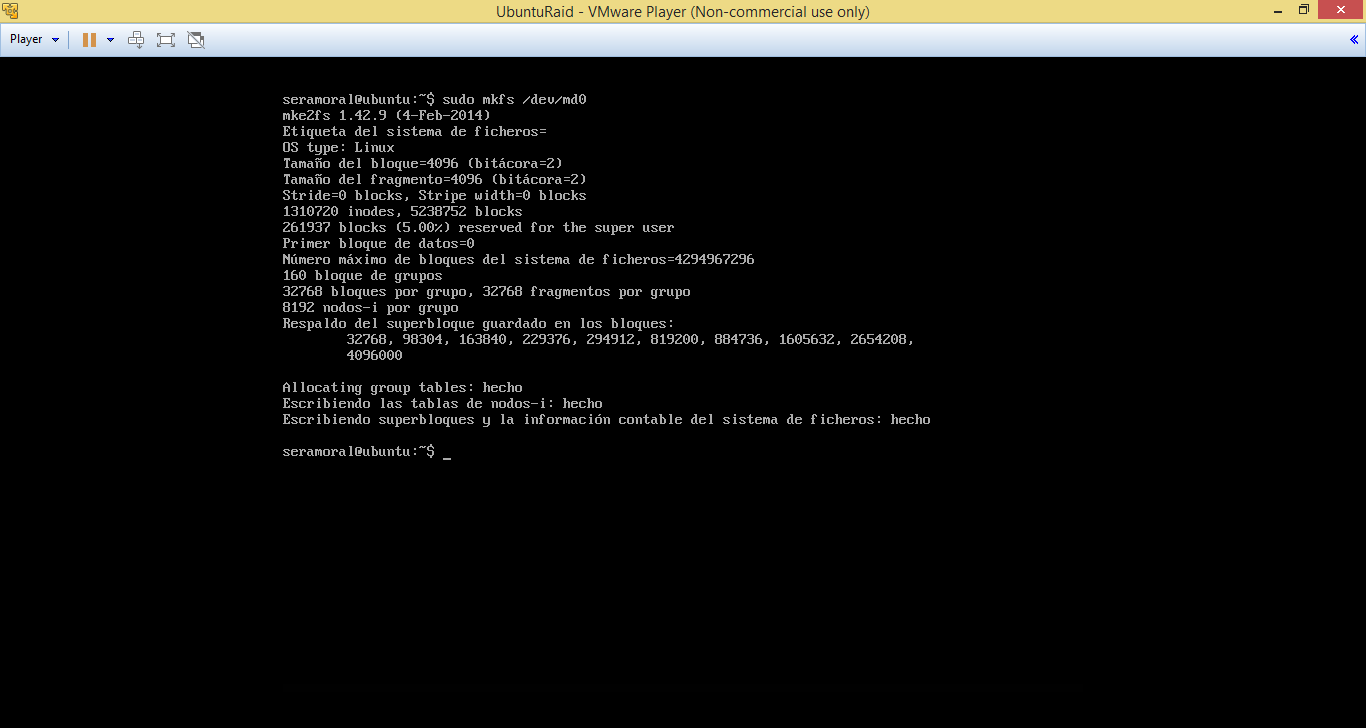 UbuntuRaid - VMware Player (Non-commercial use only)
Player
seramoral@ubuntu:~$ sudo mkfs /dev/md0
mke2fs 1.42.9 (4-Feb-2014)
Etiqueta del sistema de ficheros=
OS type: Linux
Tamaño del bloque=4096 (bitácora=2)
Tamaño del fragmento=4096 (bitácora=2)
Stride=0 blocks, Stripe width=0 blocks
1310720 inodes, 5238752 blocks
261937 blocks (5.00%) reserved for the super user
Primer bloque de datos=0
Número máximo de bloques del sistema de ficheros=4294967296
160 bloque de grupos
32768 bloques por grupo, 32768 fragmentos por grupo
8192 nodos-i por grupo
Respaldo del superbloque guardado en los bloques:
32768, 98304, 163840, 229376, 294912, 819200, 884736, 1605632, 2654208,
4096000
Allocating group tables: hecho
Escribiendo las tablas de nodos-i: hecho
Escribiendo superbloques y la información contable del sistema de ficheros: hecho
seramoral@ubuntu:~$ _